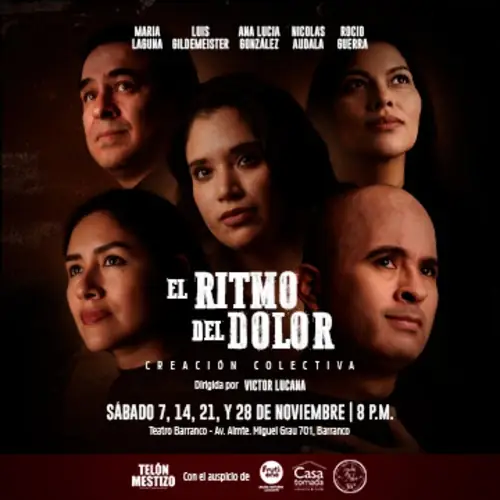 MARIA LAGUNA
LUIS GILDEMEISTER
ANA LUCIA GONZÁLEZ
NICOLAS AUDALA
ROCIO GUERRA
EL RITMO
DEL DOLOR
CREACIÓN COLECTIVA
Dirigida por VICTOR LUCANA
SÁBADO 7, 14, 21, Y 28 DE NOVIEMBRE | 8 P.M.
Teatro Barranco - Av. Almte. Miguel Grau 701, Barranco
TELÓN
MESTIZO
Con el auspicio de
Casa
tomada